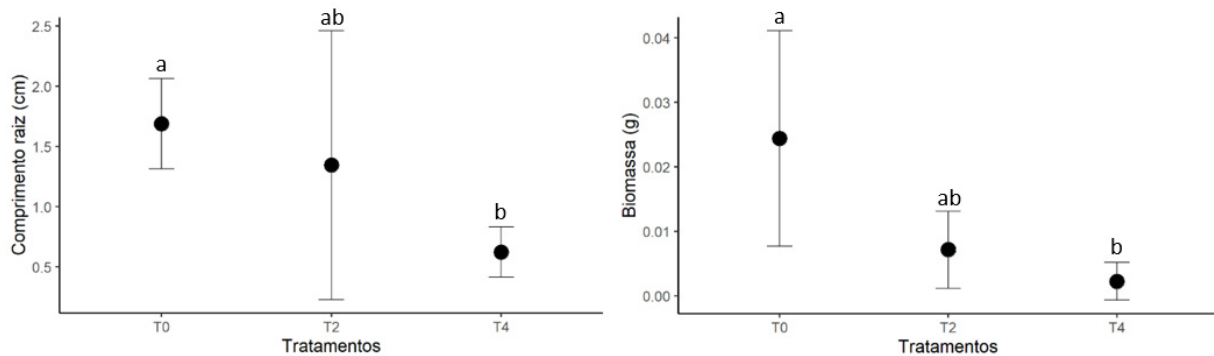 2.5
2.0
1.5
1.0
0.5
Comprimento raiz (cm)
a
ab
b
T0 T2 T4
Tratamentos
0.04
0.03
0.02
0.01
0.00
Biomassa (g)
a
ab
b
T0 T2 T4
Tratamentos